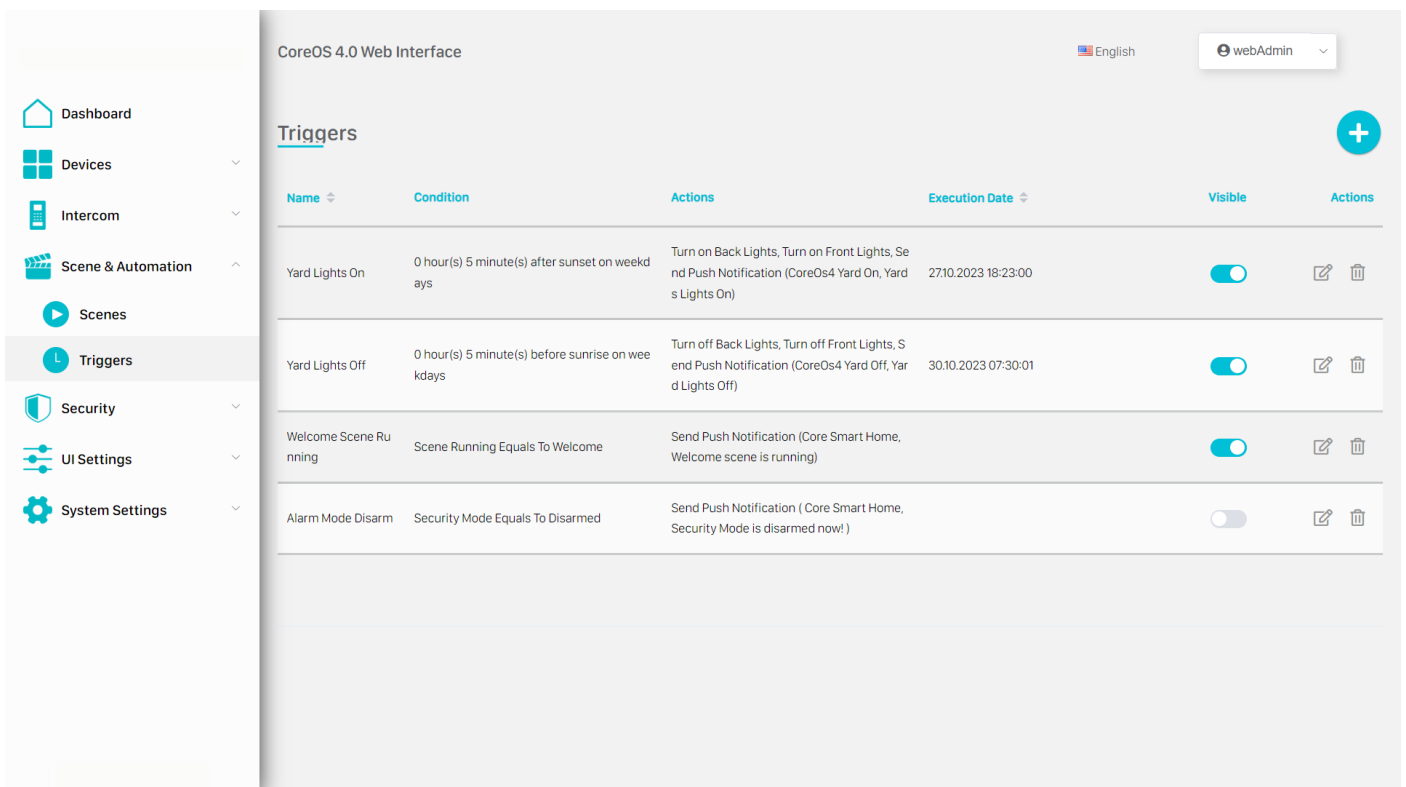 CoreOS 4.0 Web Interface
English
webAdmin
Dashboard
Devices
Intercom
Scene & Automation
Scenes
Triggers
Security
UI Settings
System Settings
Triggers
Name
Condition
Actions
Execution Date
Visible
Actions
Yard Lights On
0 hour(s) 5 minute(s) after sunset on weekd
ays
Turn on Back Lights, Turn on Front Lights, Se
nd Push Notification (CoreOs4 Yard On, Yard
s Lights On)
27.10.2023 18:23:00
Yard Lights Off
0 hour(s) 5 minute(s) before sunrise on wee
kdays
Turn off Back Lights, Turn off Front Lights, S
end Push Notification (CoreOs4 Yard Off, Yar
d Lights Off)
30.10.2023 07:30:01
Welcome Scene Ru
nning
Scene Running Equals To Welcome
Send Push Notification (Core Smart Home,
Welcome scene is running)
Alarm Mode Disarm
Security Mode Equals To Disarmed
Send Push Notification ( Core Smart Home,
Security Mode is disarmed now! )